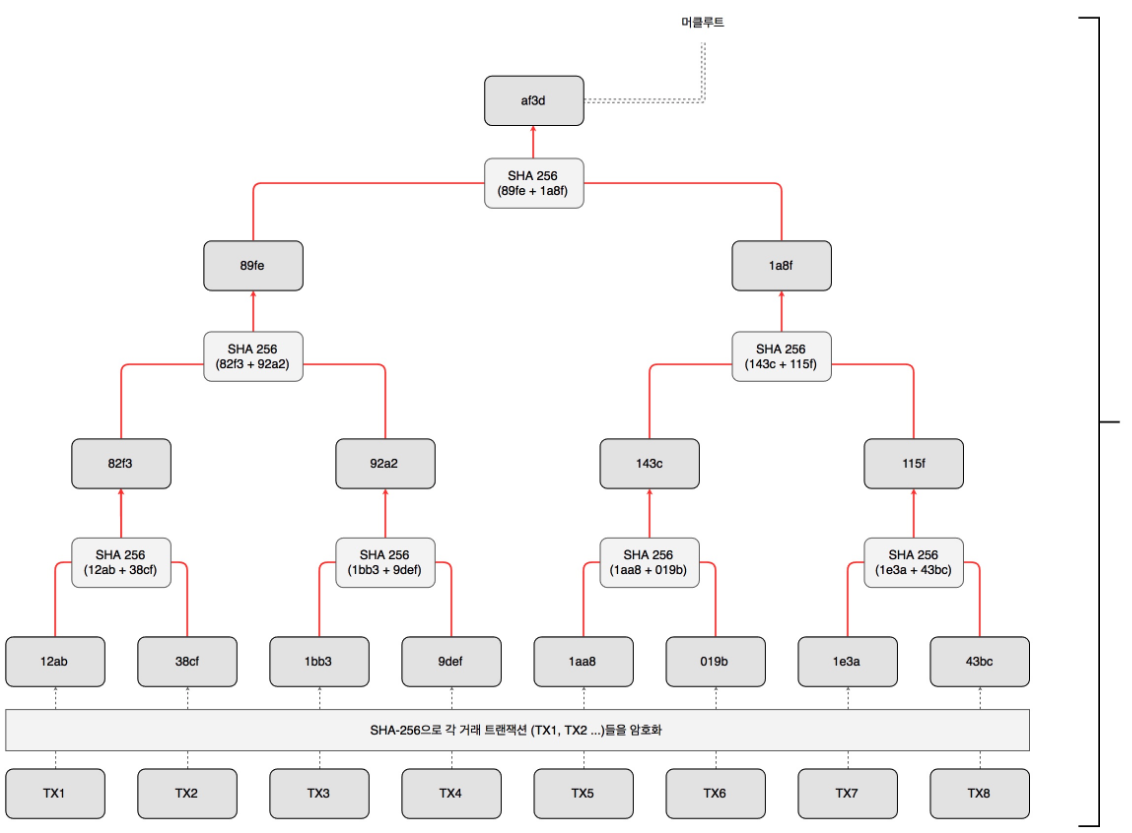 머클루트
af3d
SHA 256
(89fe + 1a8f)
89fe
1a8f
SHA 256
(82f3 + 92a2)
SHA 256
(143c + 115f)
82f3
92a2
143c
115f
SHA 256
(12ab + 38cf)
SHA 256
(1bb3 + 9def)
SHA 256
(1aa8 + 019b)
SHA 256
(1e3a + 43bc)
12ab
38cf
1bb3
9def
1aa8
019b
1e3a
43bc
SHA-256으로 각 거래 트랜잭션 (TX1, TX2 ...)들을 암호화
TX1
TX2
TX3
TX4
TX5
TX6
TX7
TX8